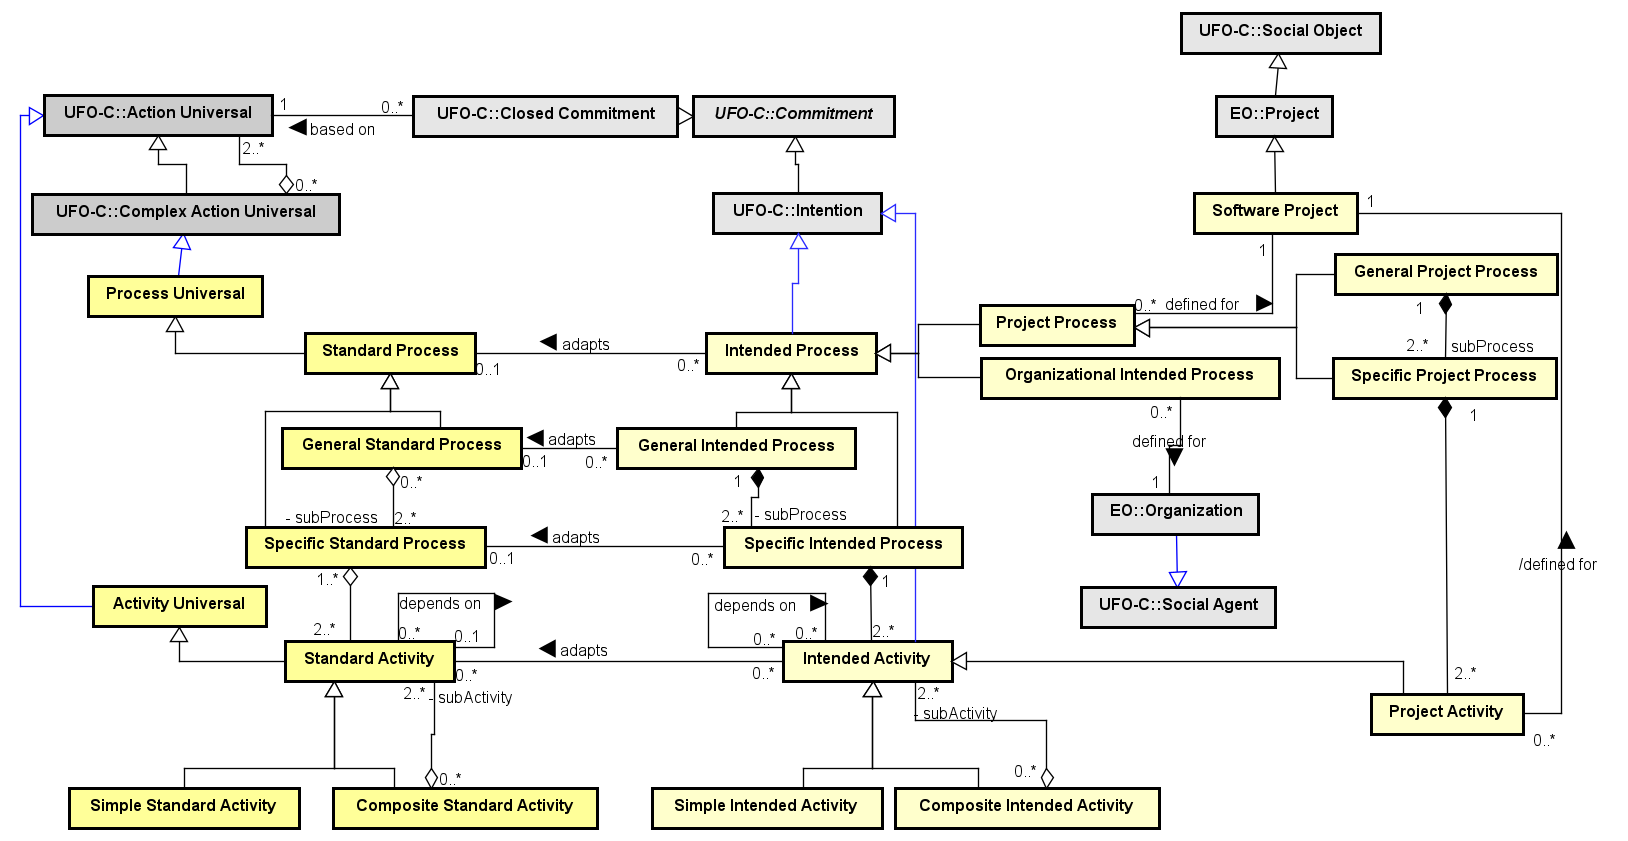 UFO-C::Social Object
UFO-C::Action Universal
1
0..*
based on
UFO-C::Closed Commitment
UFO-C::Commitment
EO::Project
2..*
0..*
UFO-C::Complex Action Universal
UFO-C::Intention
Software Project
1
1
Process Universal
General Project Process
1
0..*
defined for
Project Process
Standard Process
adapts
0..1
0..*
Intended Process
2..*
subProcess
Organizational Intended Process
Specific Project Process
0..*
1
General Standard Process
adapts
0..1
0..*
General Intended Process
defined for
0..*
1
1
- subProcess
2..*
2..*
- subProcess
EO::Organization
Specific Standard Process
adapts
0..1
0..*
Specific Intended Process
/defined for
1..*
1
Activity Universal
depends on
depends on
UFO-C::Social Agent
2..*
0..*
0..1
0..*
0..*
2..*
Standard Activity
adapts
0..*
0..*
Intended Activity
2..*
2..*
- subActivity
2..*
- subActivity
Project Activity
0..*
0..*
0..*
Simple Standard Activity
Composite Standard Activity
Simple Intended Activity
Composite Intended Activity